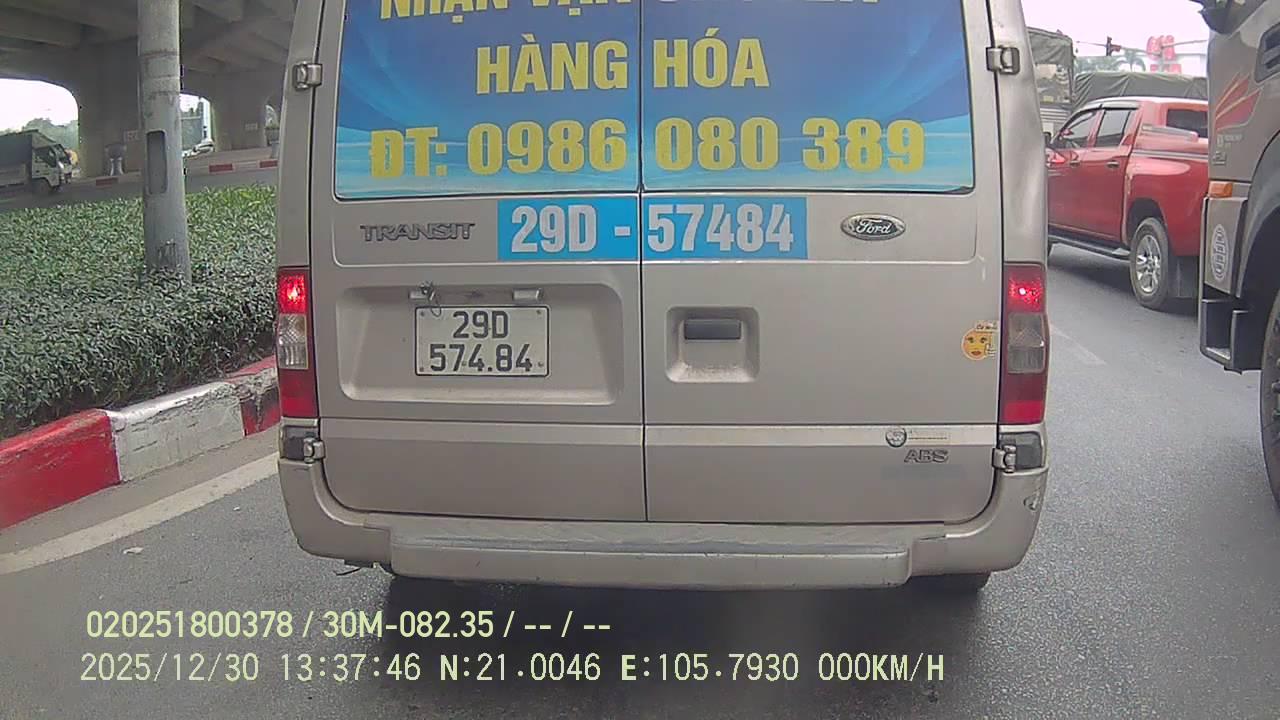 HÀNG HÓA
ĐT: 0986 080 389
TRANSIT
29D - 57484
Ford
29D
574.84
ABS
020251800378 / 30M-082.35 / -- / --
2025/12/30 13:37:46 N:21.0046 E:105.7930 000KM/H